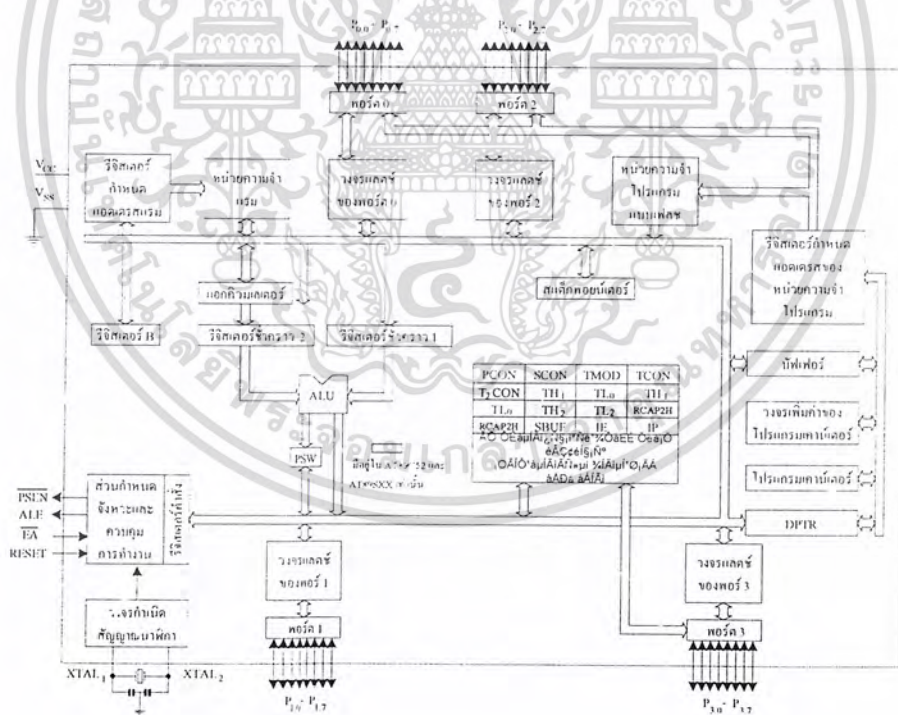 P0.0 - P0.7
P2.0 - P2.7
พอร์ต 0
พอร์ต 2
VCC
VSS
รีจิสเตอร์
กำหนด
แอดเดรสแรม
หน่วยความจำ
แรม
วงจรแลตช์
ของพอร์ต 0
วงจรแลตช์
ของพอร์ 2
หน่วยความจำ
โปรแกรม
แบบแฟลช
รีจิสเตอร์กำหนด
แอดเดรสของ
หน่วยความจำ
โปรแกรม
แอกคิวมูเลเตอร์
สแต็กพอยน์เตอร์
รีจิสเตอร์ B
รีจิสเตอร์ชั่วคราว 2
รีจิสเตอร์ชั่วคราว 1
บัฟเฟอร์
ALU
PCON SCON TMOD TCON
T2CON TH1 TL0 TH1
TL0 TH2 TL2 RCAP2H
RCAP2H SBUF IE IP
วงจรเพิ่มค่าของ
โปรแกรมเคาน์เตอร์
PSW
มีอยู่ใน และ
เท่านั้น
โปรแกรมเคาน์เตอร์
PSEN
ALE
EA
RESET
ส่วนกำหนด
จังหวะและ
ควบคุม
การทำงาน
รีจิสเตอร์คำสั่ง
DPTR
วงจรแลตช์
ของพอร์ 1
วงจรแลตช์
ของพอร์ 3
วงจรกำเนิด
สัญญาณนาฬิกา
พอร์ต 1
พอร์ต 3
XTAL1
XTAL2
P1.0 - P1.7
P3.0 - P3.7